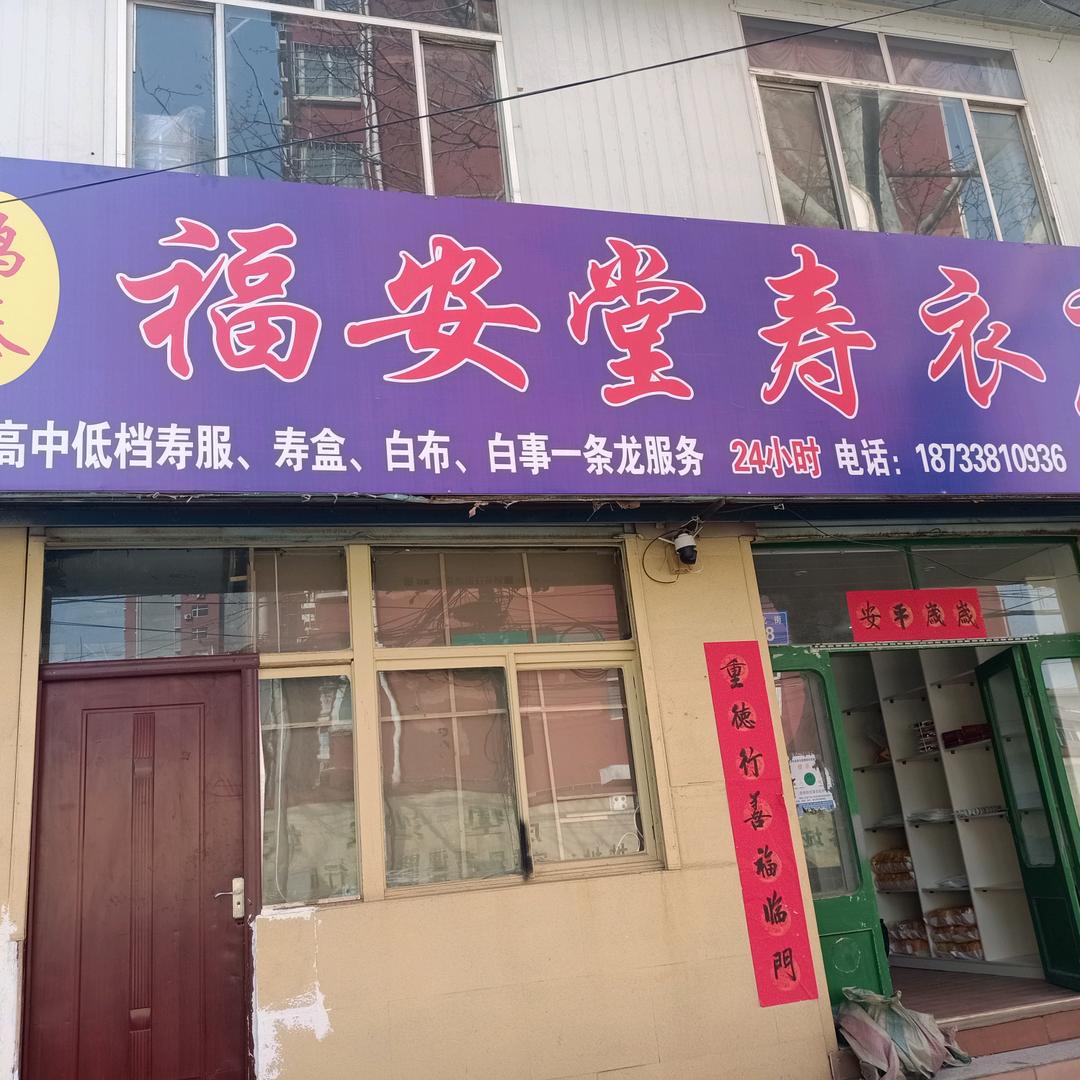 福安堂寿衣
高中低档寿服、寿盒、白布、白事一条龙服务 24小时 电话：18733810936
安平歲歲
重德行善福临門